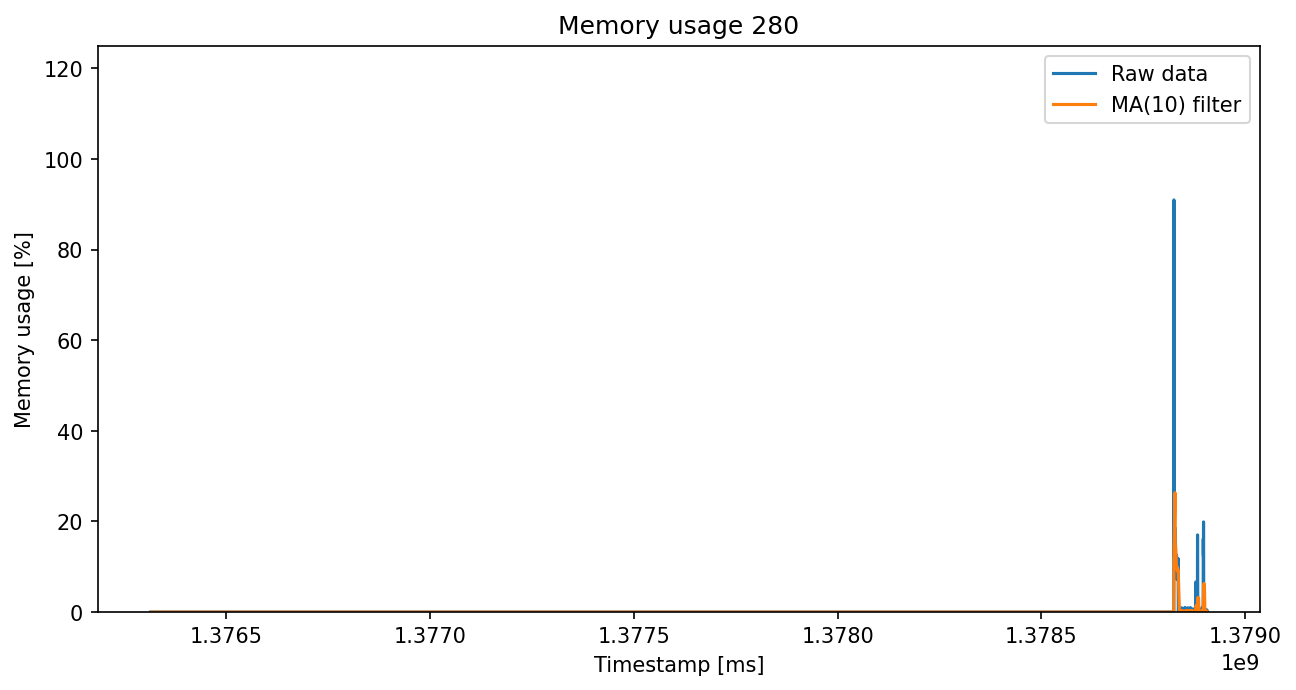 Memory usage 280
Raw data
MA(10) filter
Memory usage [%]
120
100
80
60
40
20
0
1.3765 1.3770 1.3775 1.3780 1.3785 1.3790
1e9
Timestamp [ms]